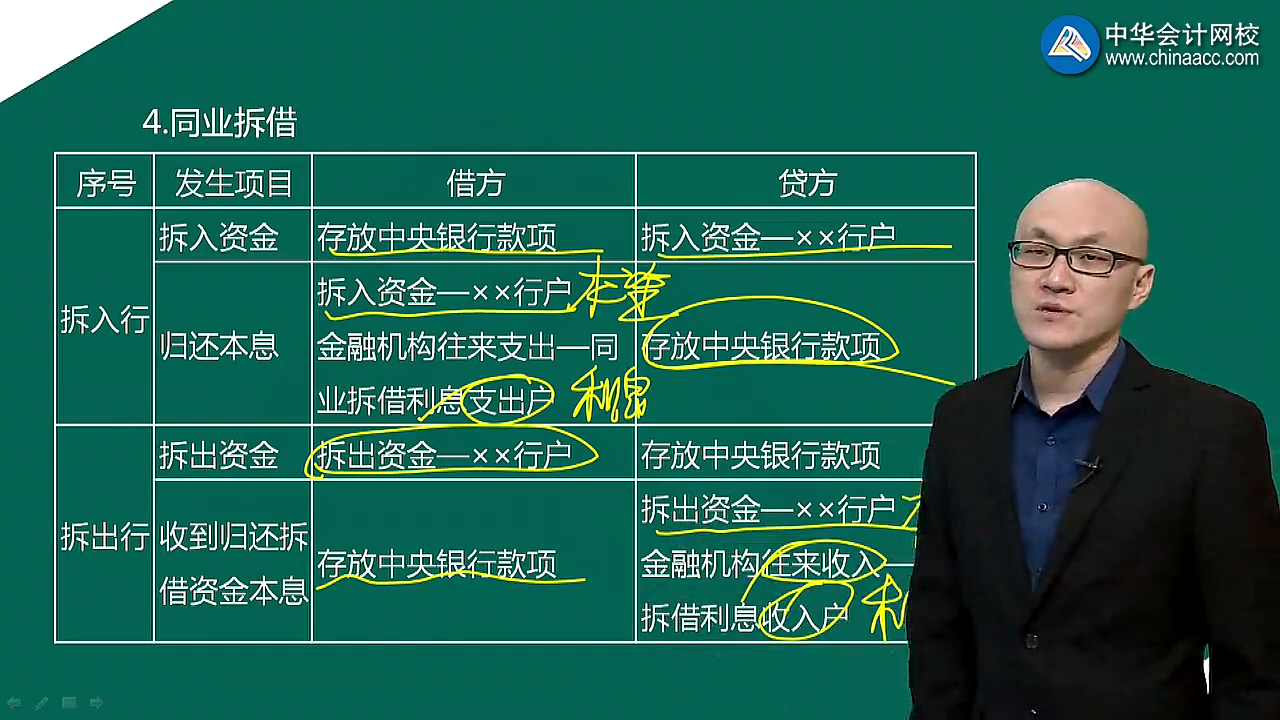 中华会计网校
www.chinaacc.com
4.同业拆借
序号 发生项目 借方 贷方
拆入行
拆入资金 存放中央银行款项 拆入资金—××行户
归还本息
拆入资金—××行户 本金
金融机构往来支出—同
业拆借利息支出户 利息
存放中央银行款项
拆出行
拆出资金 拆出资金—××行户 存放中央银行款项
收到归还拆
借资金本息
存放中央银行款项
拆出资金—××行户
金融机构往来收入—
拆借利息收入户 利